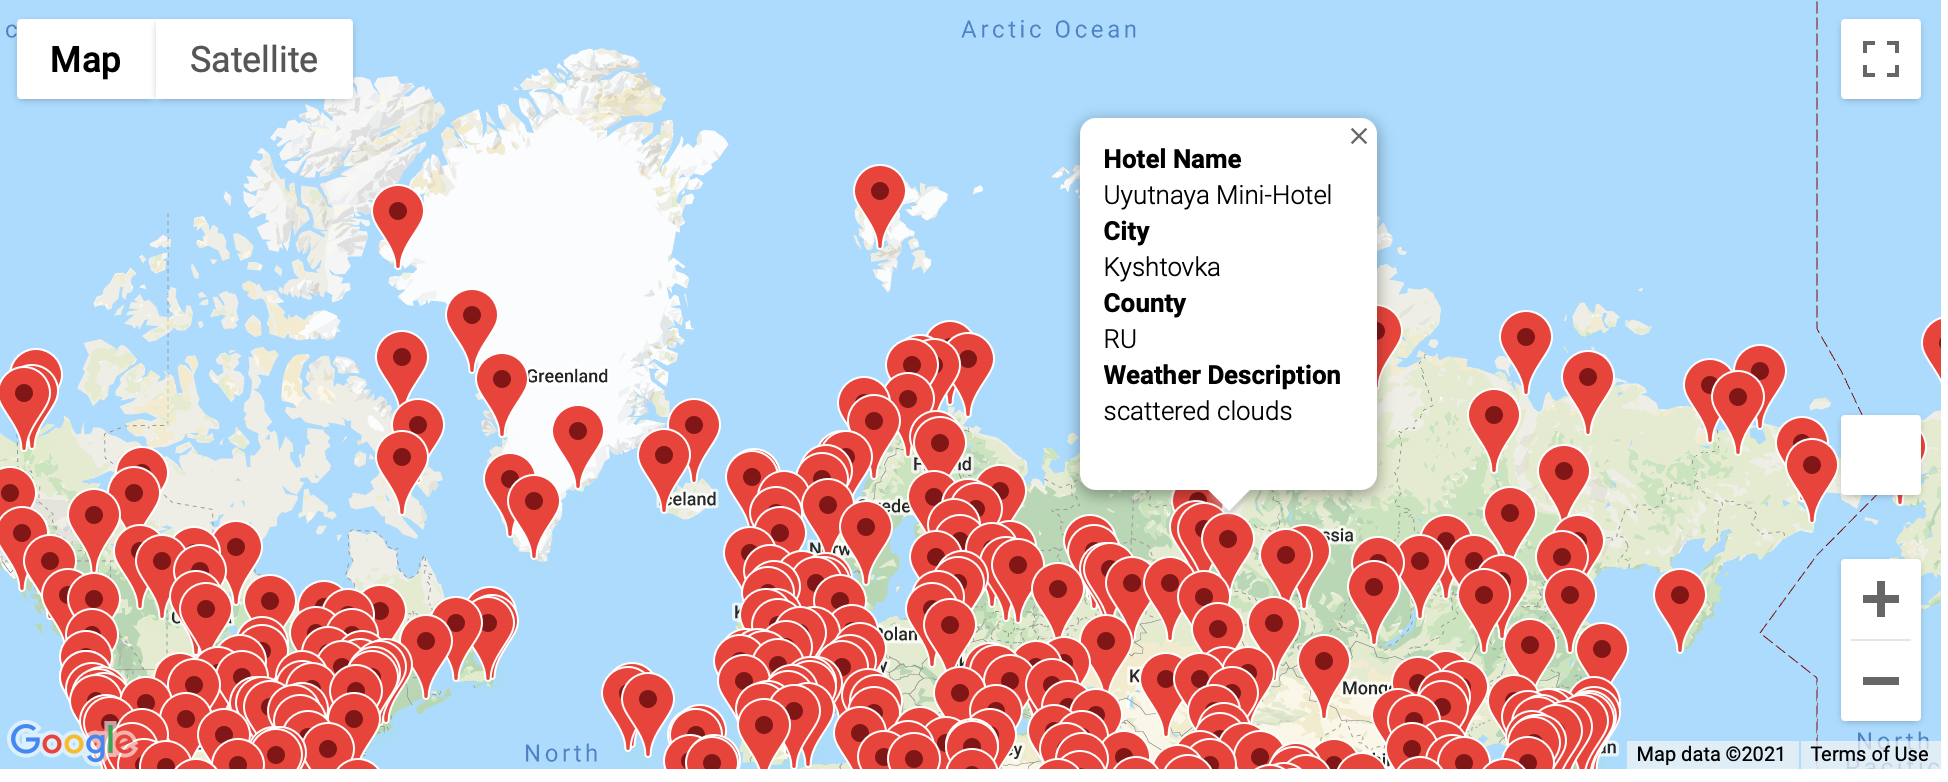 Arctic Ocean
Map
Satellite
Hotel Name
Uyutnaya Mini-Hotel
City
Kyshtovka
County
RU
Weather Description
scattered clouds
Greenland
North
North
Google
Map data ©2021
Terms of Use